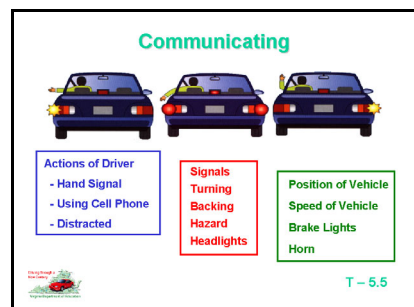 Communicating
Actions of Driver
- Hand Signal
- Using Cell Phone
- Distracted
Signals
Turning
Backing
Hazard
Headlights
Position of Vehicle
Speed of Vehicle
Brake Lights
Horn
T – 5.5